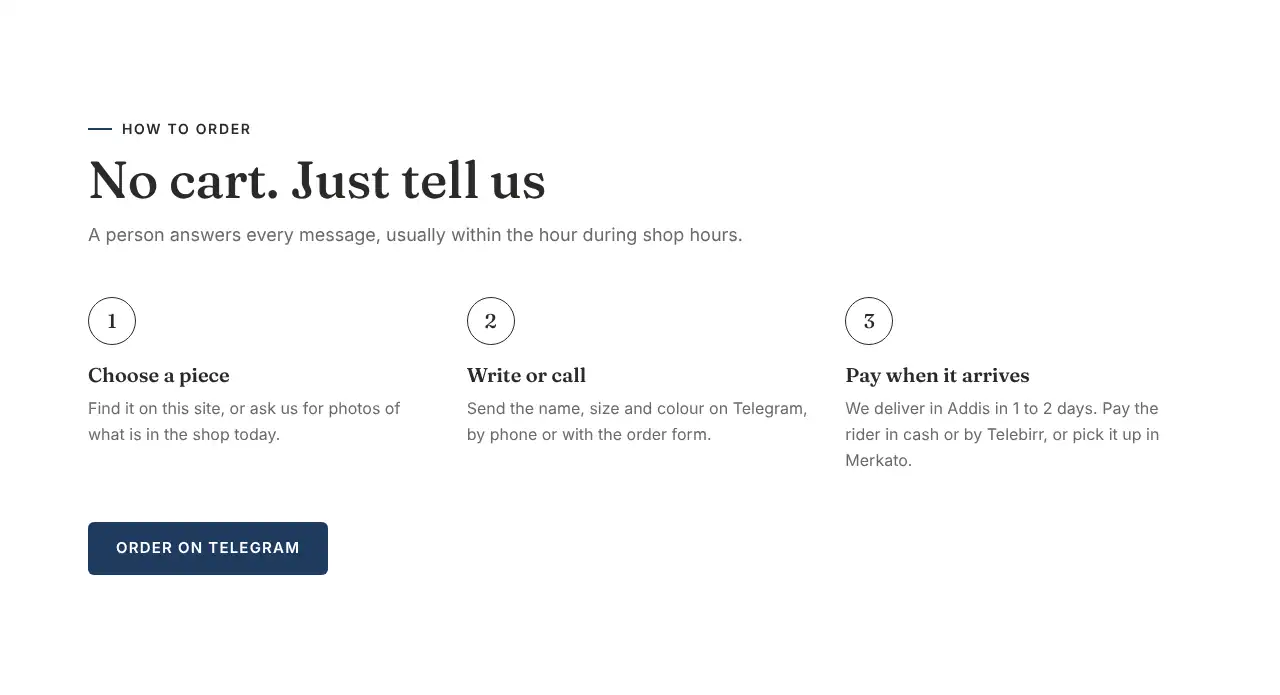 HOW TO ORDER
No cart. Just tell us
A person answers every message, usually within the hour during shop hours.
1
Choose a piece
Find it on this site, or ask us for photos of
what is in the shop today.
2
Write or call
Send the name, size and colour on Telegram,
by phone or with the order form.
3
Pay when it arrives
We deliver in Addis in 1 to 2 days. Pay the
rider in cash or by Telebirr, or pick it up in
Merkato.
ORDER ON TELEGRAM